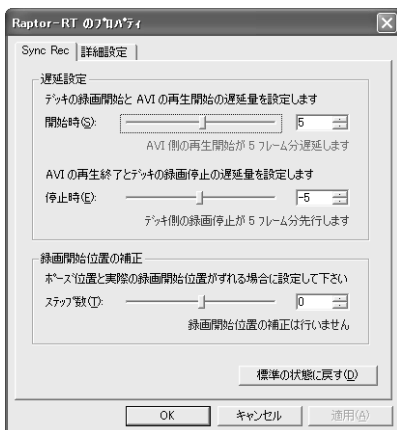 Raptor-RT のプロパティ
Sync Rec 詳細設定
遅延設定
デッキの録画開始と AVI の再生開始の遅延量を設定します
開始時(S): 5
AVI 側の再生開始が 5 フレーム分遅延します
AVI の再生終了とデッキの録画停止の遅延量を設定します
停止時(E): -5
デッキ側の録画停止が 5 フレーム分先行します
録画開始位置の補正
ポーズ位置と実際の録画開始位置がずれる場合に設定して下さい
ステップ数(T): 0
録画開始位置の補正は行いません
標準の状態に戻す(D)
OK キャンセル 適用(A)